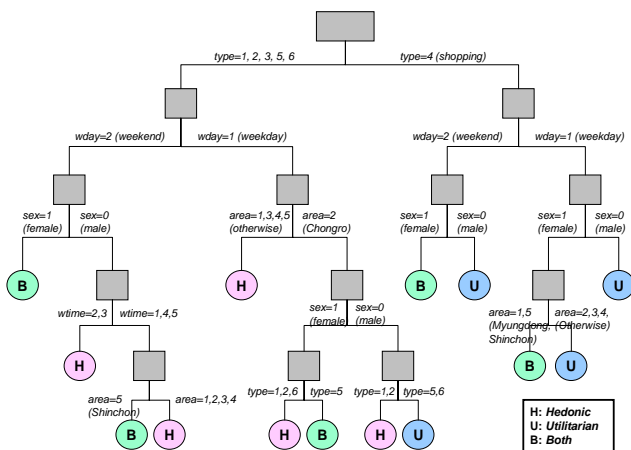 type=1, 2, 3, 5, 6
type=4 (shopping)
wday=2 (weekend)
wday=1 (weekday)
wday=2 (weekend)
wday=1 (weekday)
sex=1
(female)
sex=0
(male)
area=1,3,4,5
(otherwise)
area=2
(Chongro)
sex=1
(female)
sex=0
(male)
sex=1
(female)
sex=0
(male)
B
H
B
U
U
wtime=2,3
wtime=1,4,5
sex=1
(female)
sex=0
(male)
area=1,5
(Myungdong,
Shinchon)
area=2,3,4,
(Otherwise)
H
B
U
area=5
(Shinchon)
area=1,2,3,4
type=1,2,6
type=5
type=1,2
type=5,6
B
H
H
B
H
U
H: Hedonic
U: Utilitarian
B: Both